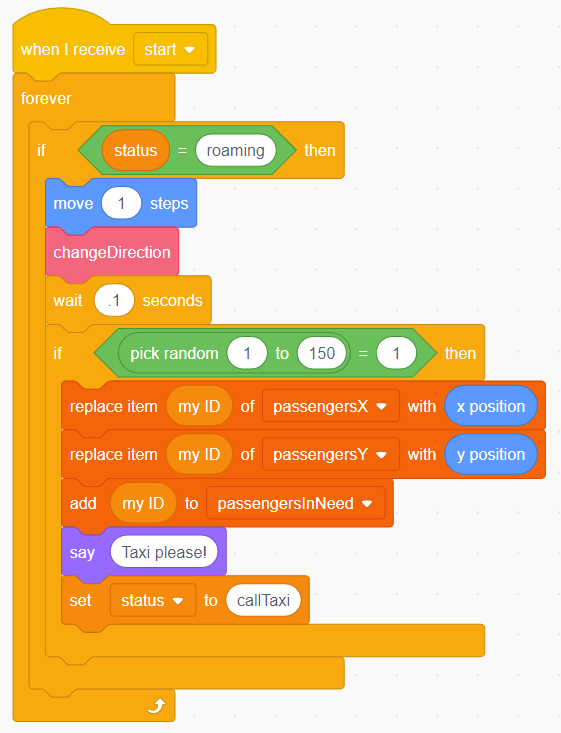 when I receive start
forever
if status = roaming then
move 1 steps
changeDirection
wait .1 seconds
if pick random 1 to 150 = 1 then
replace item my ID of passengersX with x position
replace item my ID of passengersY with y position
add my ID to passengersInNeed
say Taxi please!
set status to callTaxi